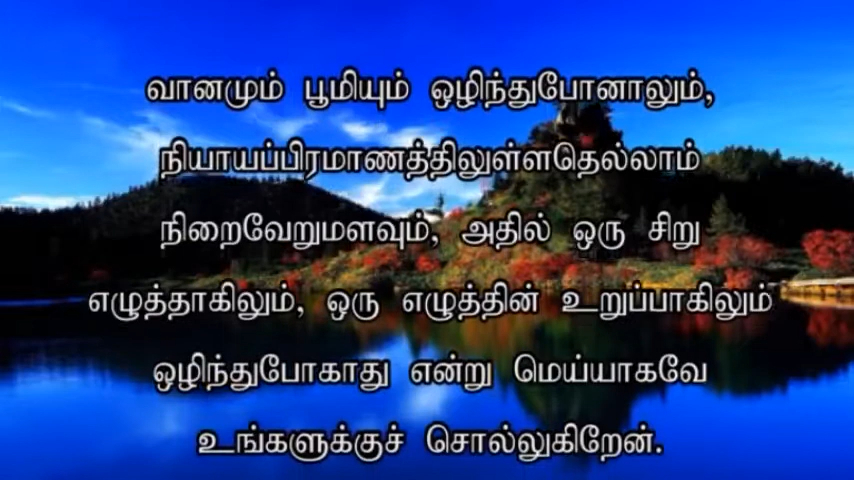 வானமும் பூமியும் ஒழிந்துபோனாலும்,
நியாயப்பிரமாணத்திலுள்ளதெல்லாம்
நிறைவேறுமளவும், அதில் ஒரு சிறு
எழுத்தாகிலும், ஒரு எழுத்தின் உறுப்பாகிலும்
ஒழிந்துபோகாது என்று மெய்யாகவே
உங்களுக்குச் சொல்லுகிறேன்.